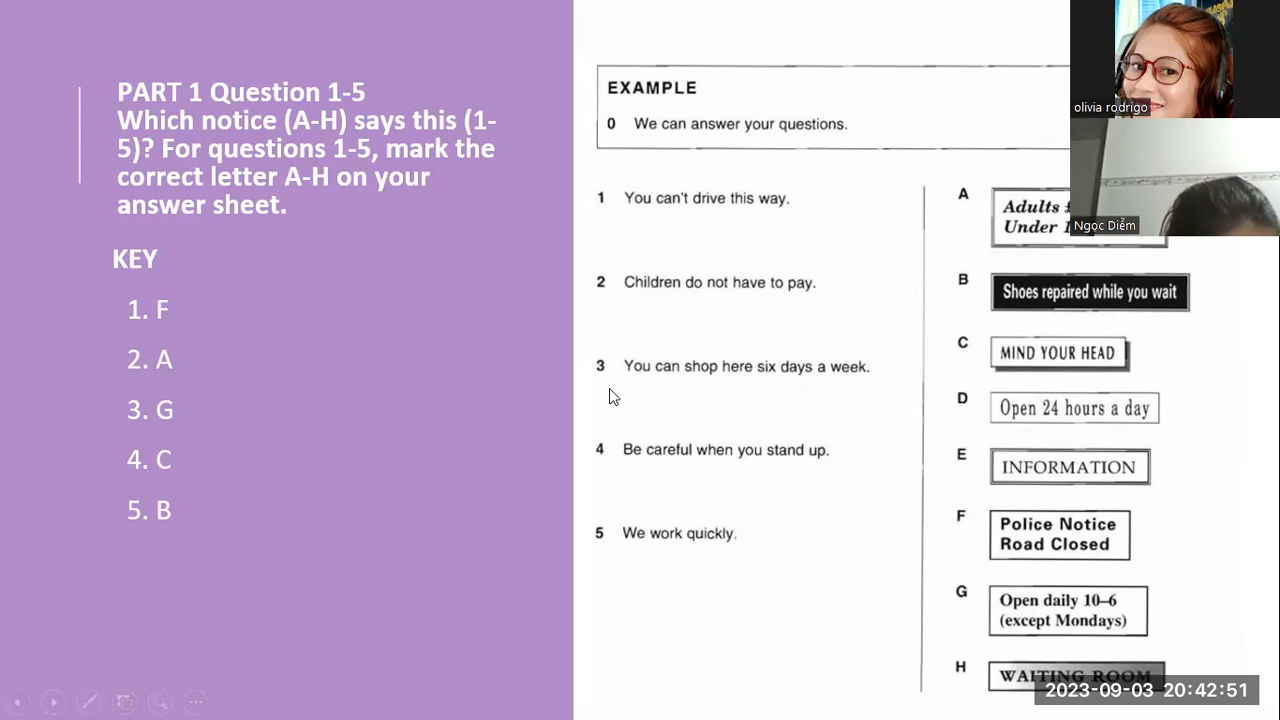 PART 1 Question 1-5
Which notice (A-H) says this (1-
5)? For questions 1-5, mark the
correct letter A-H on your
answer sheet.
KEY
1. F
2. A
3. G
4. C
5. B
EXAMPLE
0 We can answer your questions.
1 You can't drive this way.
2 Children do not have to pay.
3 You can shop here six days a week.
4 Be careful when you stand up.
5 We work quickly.
A
Adults
Under
B
Shoes repaired while you wait
C
MIND YOUR HEAD
D
Open 24 hours a day
E
INFORMATION
F
Police Notice
Road Closed
G
Open daily 10–6
(except Mondays)
H
WAITING ROOM
olivia rodrigo
Ngọc Diễm
2023-09-03 20:42:51